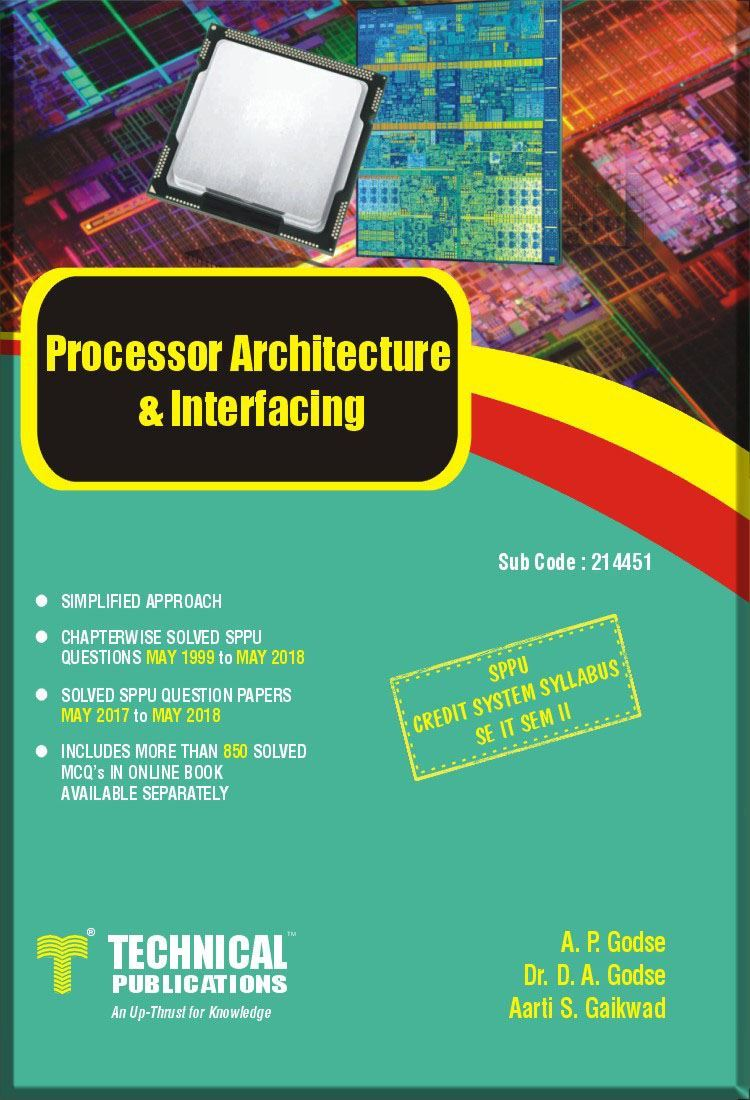 Processor Architecture
& Interfacing
Sub Code : 214451
SIMPLIFIED APPROACH
CHAPTERWISE SOLVED SPPU
QUESTIONS MAY 1999 to MAY 2018
SOLVED SPPU QUESTION PAPERS
MAY 2017 to MAY 2018
INCLUDES MORE THAN 850 SOLVED
MCQ's IN ONLINE BOOK
AVAILABLE SEPARATELY
SPPU
CREDIT SYSTEM SYLLABUS
SE IT SEM II
® TECHNICAL™
PUBLICATIONS
An Up-Thrust for Knowledge
A. P. Godse
Dr. D. A. Godse
Aarti S. Gaikwad